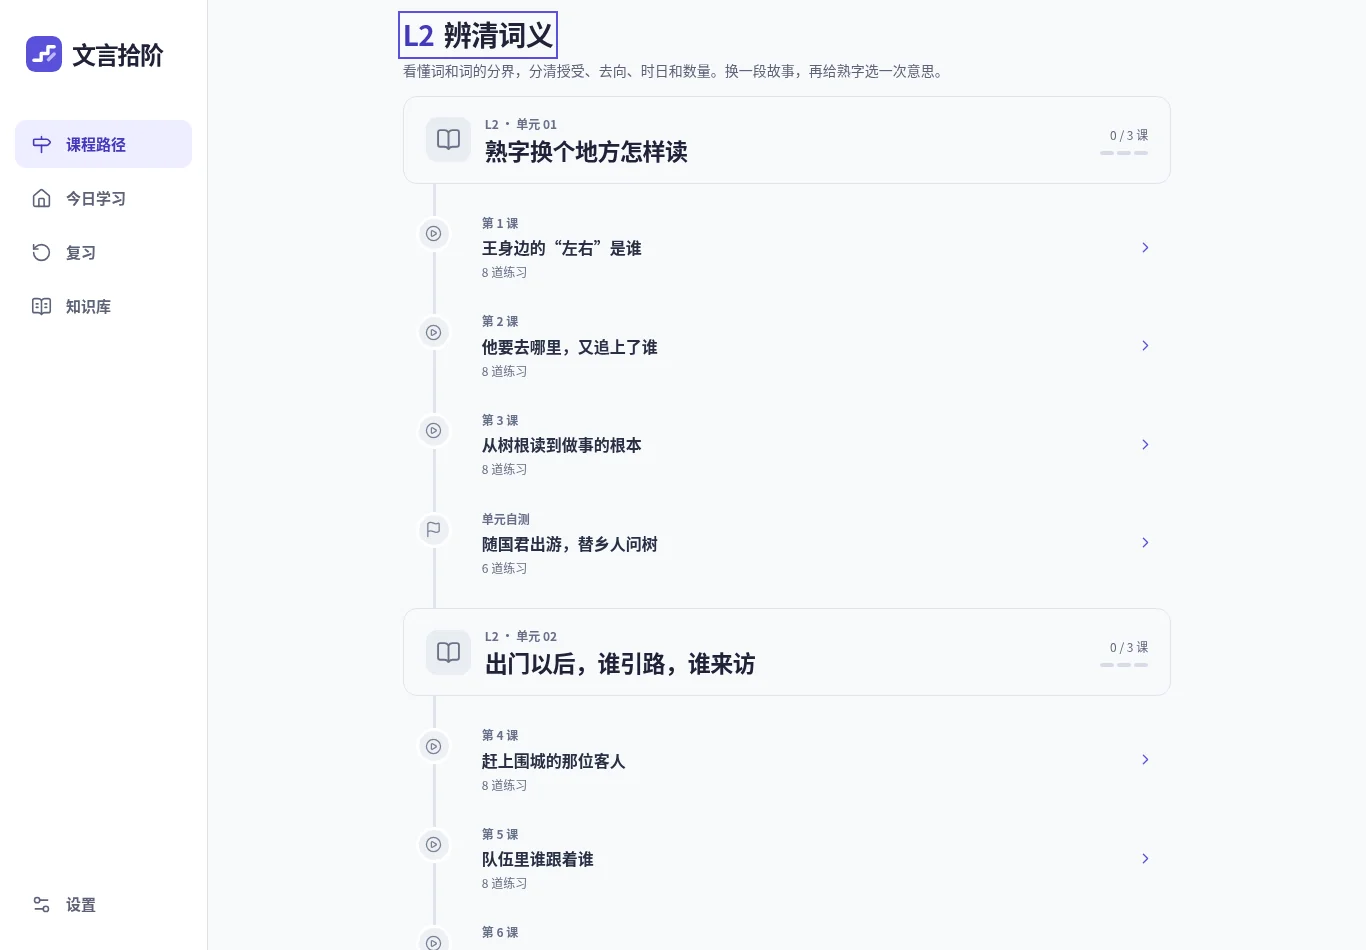 文言拾阶
课程路径
今日学习
复习
知识库
设置
L2 辨清词义
看懂词和词的分界，分清授受、去向、时日和数量。换一段故事，再给熟字选一次意思。
L2 · 单元 01
熟字换个地方怎样读
0 / 3 课
第 1 课
王身边的“左右”是谁
8 道练习
第 2 课
他要去哪里，又追上了谁
8 道练习
第 3 课
从树根读到做事的根本
8 道练习
单元自测
随国君出游，替乡人问树
6 道练习
L2 · 单元 02
出门以后，谁引路，谁来访
0 / 3 课
第 4 课
赶上围城的那位客人
8 道练习
第 5 课
队伍里谁跟着谁
8 道练习
第 6 课